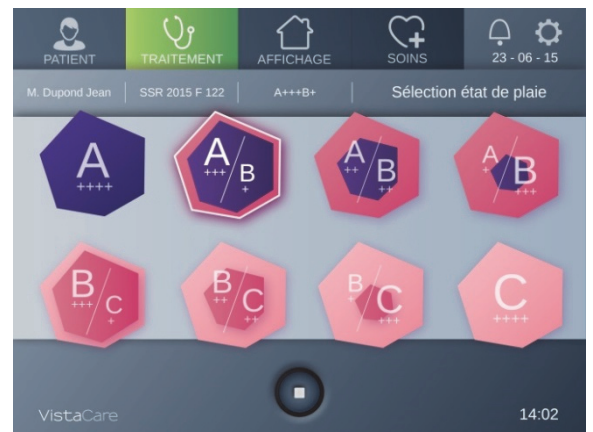 PATIENT
TRAITEMENT
AFFICHAGE
SOINS
23 - 06 - 15
M. Dupond Jean
SSR 2015 F 122
A+++B+
Sélection état de plaie
A
++++
A
+++
B
+
A
++
B
++
A
+
B
+++
B
+++
C
+
B
++
C
++
B
+
C
+++
C
++++
VistaCare
14:02